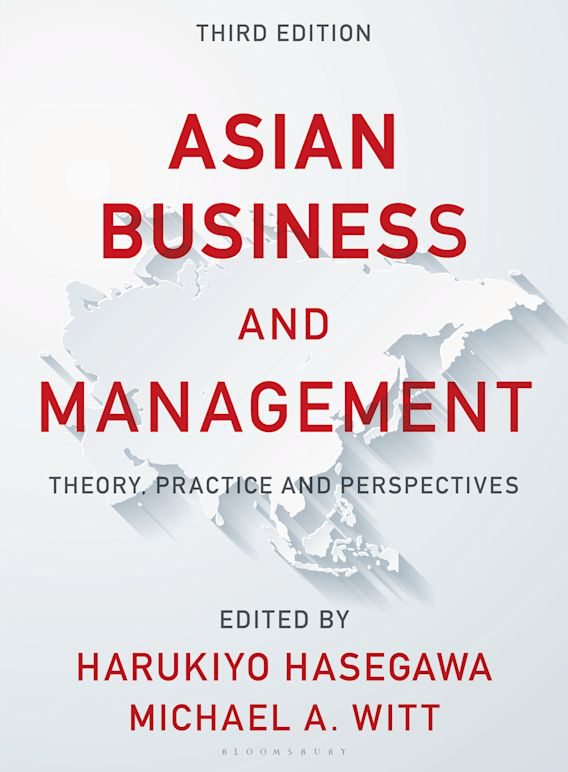 THIRD EDITION
ASIAN
BUSINESS
AND
MANAGEMENT
THEORY, PRACTICE AND PERSPECTIVES
EDITED BY
HARUKIYO HASEGAWA
MICHAEL A. WITT
BLOOMSBURY